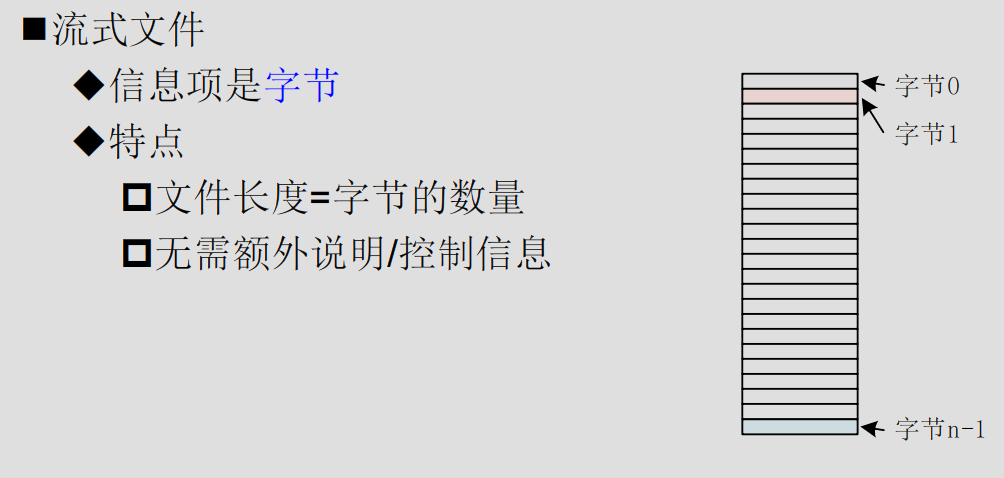 ■流式文件
◆信息项是字节
◆特点
文件长度=字节的数量
无需额外说明/控制信息
字节0
字节1
字节n-1